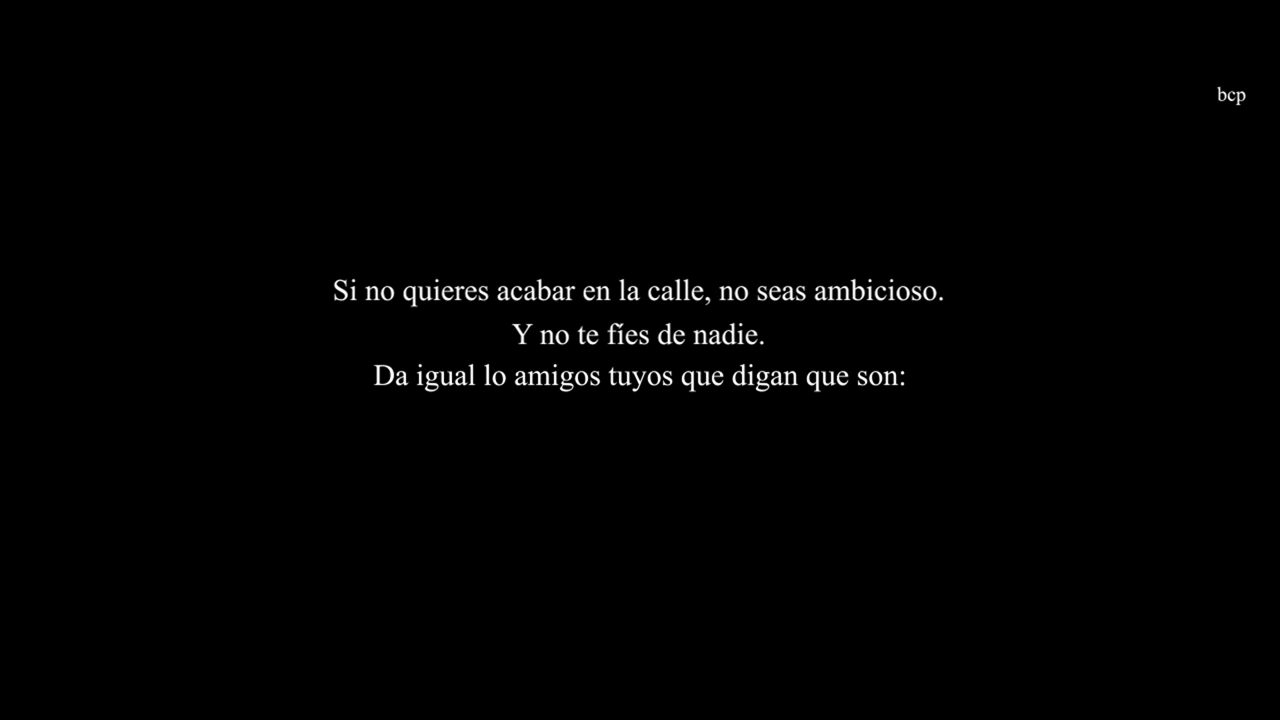 bcp
Si no quieres acabar en la calle, no seas ambicioso.
Y no te fíes de nadie.
Da igual lo amigos tuyos que digan que son: